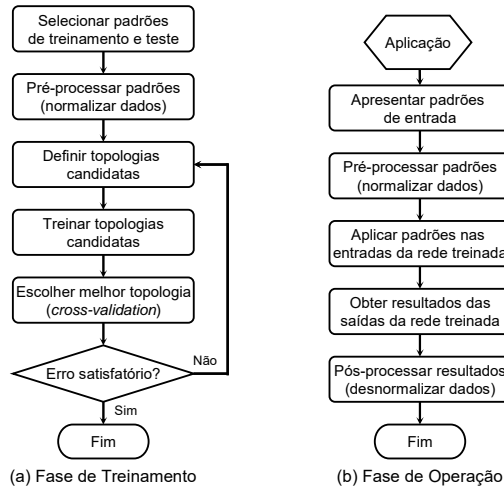 Selecionar padrões
de treinamento e teste
Pré-processar padrões
(normalizar dados)
Definir topologias
candidatas
Treinar topologias
candidatas
Escolher melhor topologia
(cross-validation)
Erro satisfatório?
Não
Sim
Fim
(a) Fase de Treinamento
Aplicação
Apresentar padrões
de entrada
Pré-processar padrões
(normalizar dados)
Aplicar padrões nas
entradas da rede treinada
Obter resultados das
saídas da rede treinada
Pós-processar resultados
(desnormalizar dados)
Fim
(b) Fase de Operação